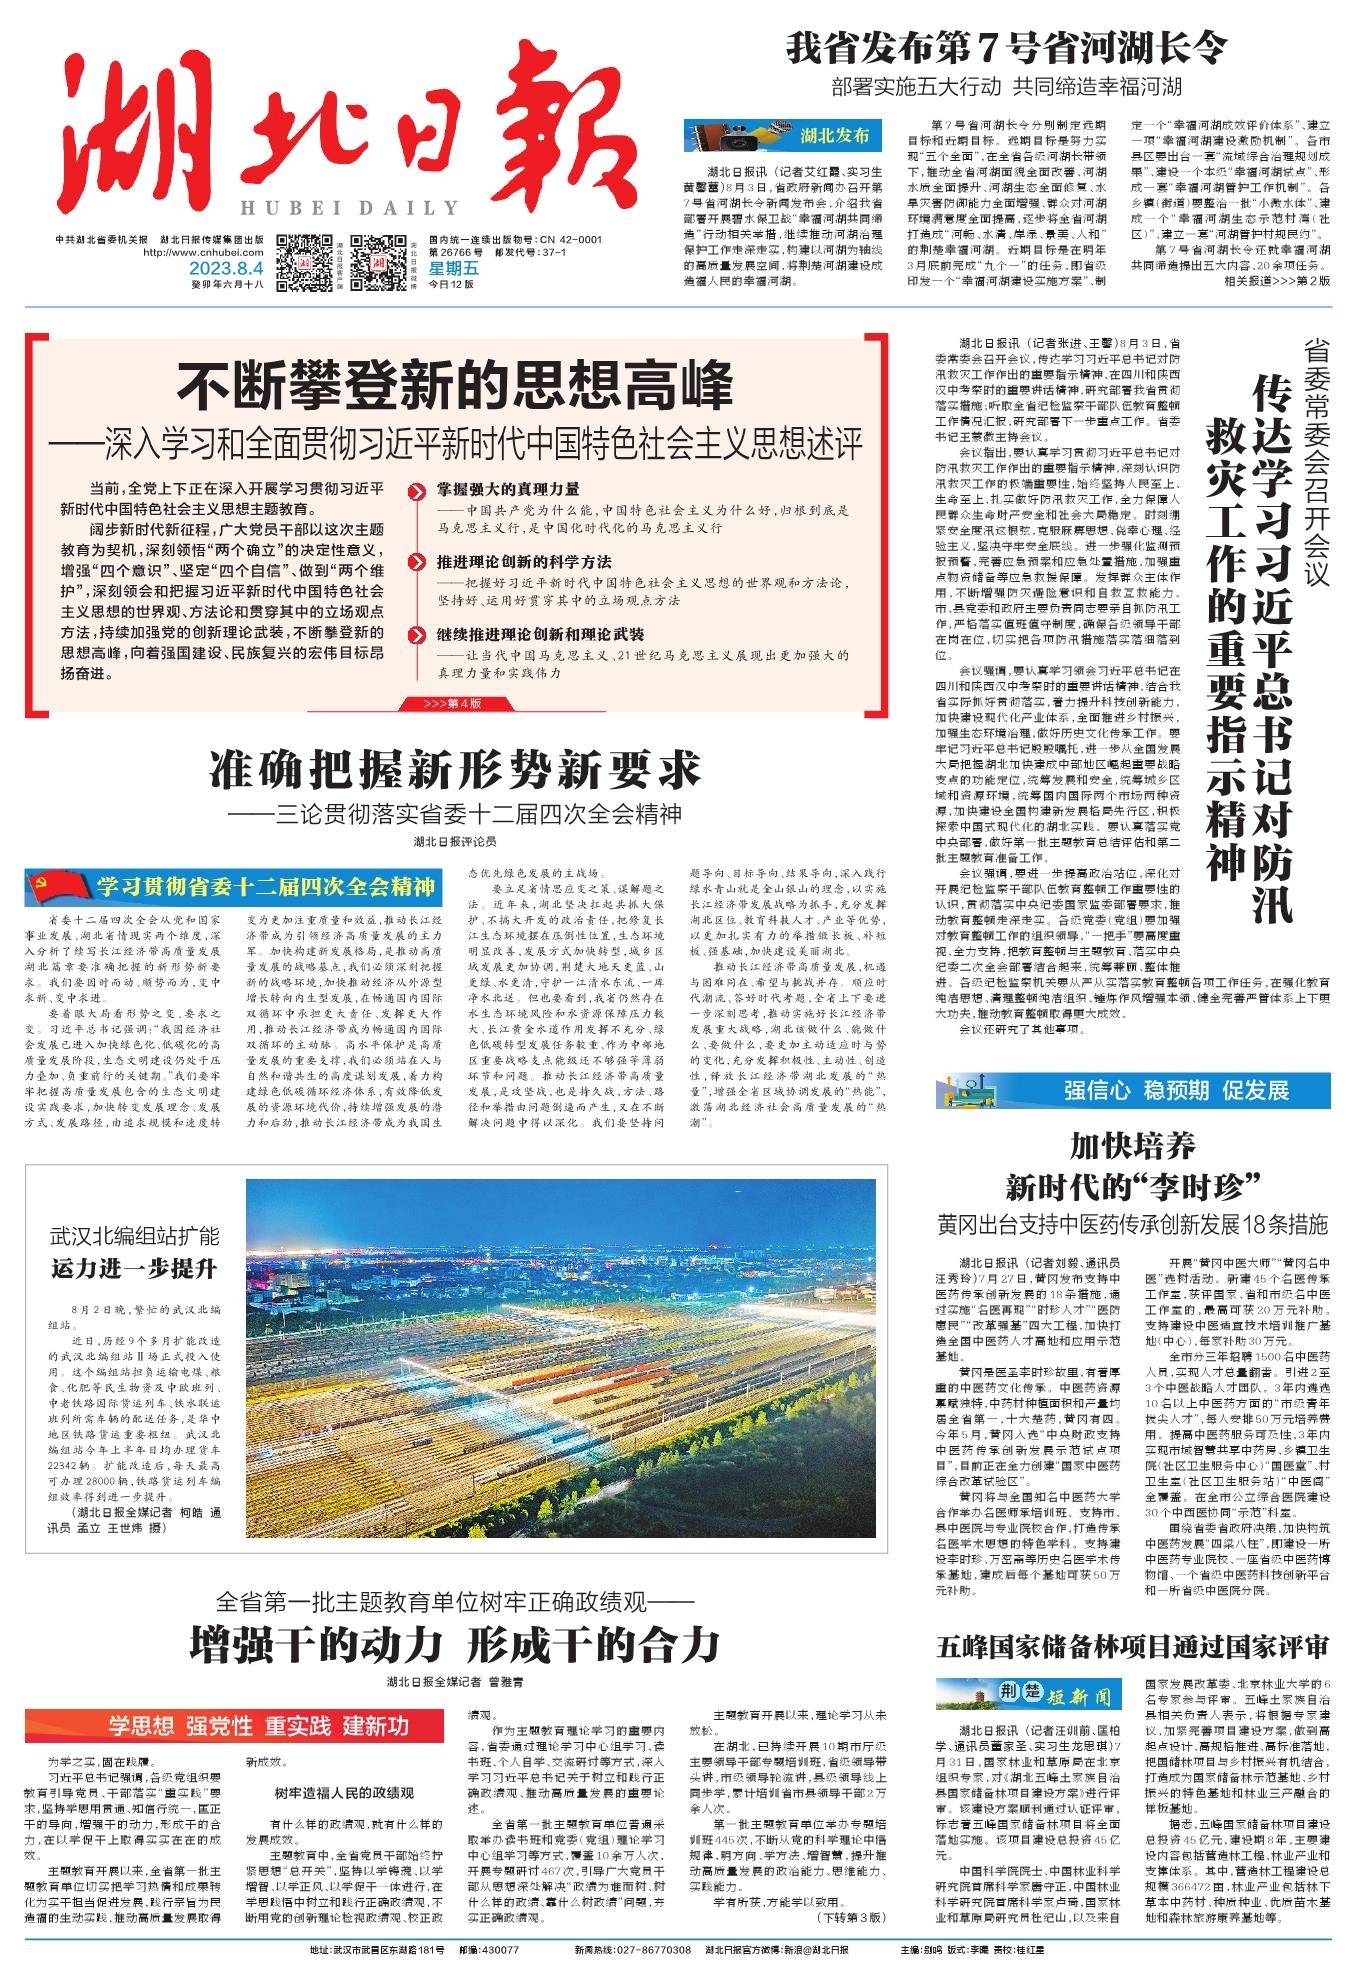 湖北日报
HUBEI DAILY
中共湖北省委机关报 湖北日报传媒集团出版
http://www.cnhubei.com
2023.8.4
癸卯年六月十八
湖北日报客户端
湖北日报微博
国内统一连续出版物号:CN 42-0001
第26766号 邮发代号:37-1
星期五
今日12版
我省发布第7号省河湖长令
部署实施五大行动 共同缔造幸福河湖
湖北发布
湖北日报讯(记者艾红霞、实习生
黄馨蕾)8月3日,省政府新闻办召开第
7号省河湖长令新闻发布会,介绍我省
部署开展碧水保卫战“幸福河湖共同缔
造”行动相关举措,继续推动河湖治理
保护工作走深走实,构建以河湖为轴线
的高质量发展空间,将荆楚河湖建设成
造福人民的幸福河湖。
第7号省河湖长令分别制定远期
目标和近期目标。远期目标是努力实
现“五个全面”,在全省各级河湖长带领
下,推动全省河湖面貌全面改善、河湖
水质全面提升、河湖生态全面修复、水
旱灾害防御能力全面增强、群众对河湖
环境满意度全面提高,逐步将全省河湖
打造成“河畅、水清、岸绿、景美、人和”
的荆楚幸福河湖。近期目标是在明年
3月底前完成“九个一”的任务,即省级
印发一个“幸福河湖建设实施方案”、制
定一个“幸福河湖成效评价体系”、建立
一项“幸福河湖建设激励机制”。各市
县区要出台一套“流域综合治理规划成
果”、建设一个本级“幸福河湖试点”、形
成一套“幸福河湖管护工作机制”。各
乡镇(街道)要整治一批“小微水体”、建
成一个“幸福河湖生态示范村湾(社
区)”、建立一套“河湖管护村规民约”。
第7号省河湖长令还就幸福河湖
共同缔造提出五大内容、20余项任务。
相关报道>>>第2版
不断攀登新的思想高峰
——深入学习和全面贯彻习近平新时代中国特色社会主义思想述评
当前,全党上下正在深入开展学习贯彻习近平
新时代中国特色社会主义思想主题教育。
阔步新时代新征程,广大党员干部以这次主题
教育为契机,深刻领悟“两个确立”的决定性意义,
增强“四个意识”、坚定“四个自信”、做到“两个维
护”,深刻领会和把握习近平新时代中国特色社会
主义思想的世界观、方法论和贯穿其中的立场观点
方法,持续加强党的创新理论武装,不断攀登新的
思想高峰,向着强国建设、民族复兴的宏伟目标昂
扬奋进。
掌握强大的真理力量
——中国共产党为什么能,中国特色社会主义为什么好,归根到底是
马克思主义行,是中国化时代化的马克思主义行
推进理论创新的科学方法
——把握好习近平新时代中国特色社会主义思想的世界观和方法论,
坚持好、运用好贯穿其中的立场观点方法
继续推进理论创新和理论武装
——让当代中国马克思主义、21世纪马克思主义展现出更加强大的
真理力量和实践伟力
>>>第4版
省委常委会召开会议
传达学习习近平总书记对防汛
救灾工作的重要指示精神
湖北日报讯(记者张进、王馨)8月3日,省
委常委会召开会议,传达学习习近平总书记对防
汛救灾工作作出的重要指示精神、在四川和陕西
汉中考察时的重要讲话精神,研究部署我省贯彻
落实措施;听取全省纪检监察干部队伍教育整顿
工作情况汇报,研究部署下一步重点工作。省委
书记王蒙徽主持会议。
会议指出,要认真学习贯彻习近平总书记对
防汛救灾工作作出的重要指示精神,深刻认识防
汛救灾工作的极端重要性,始终坚持人民至上、
生命至上,扎实做好防汛救灾工作,全力保障人
民群众生命财产安全和社会大局稳定。时刻绷
紧安全度汛这根弦,克服麻痹思想、侥幸心理、经
验主义,坚决守牢安全底线。进一步强化监测预
报预警,完善应急预案和应急处置措施,加强重
点物资储备等应急救援保障。发挥群众主体作
用,不断增强防灾避险意识和自救互救能力。
市、县党委和政府主要负责同志要亲自抓防汛工
作,严格落实值班值守制度,确保各级领导干部
在岗在位,切实把各项防汛措施落实落细落到
位。
会议强调,要认真学习领会习近平总书记在
四川和陕西汉中考察时的重要讲话精神,结合我
省实际抓好贯彻落实,着力提升科技创新能力,
加快建设现代化产业体系,全面推进乡村振兴,
加强生态环境治理,做好历史文化传承工作。要
牢记习近平总书记殷殷嘱托,进一步从全国发展
大局把握湖北加快建成中部地区崛起重要战略
支点的功能定位,统筹发展和安全,统筹城乡区
域和资源环境,统筹国内国际两个市场两种资
源,加快建设全国构建新发展格局先行区,积极
探索中国式现代化的湖北实践。要认真落实党
中央部署,做好第一批主题教育总结评估和第二
批主题教育准备工作。
会议强调,要进一步提高政治站位,深化对
开展纪检监察干部队伍教育整顿工作重要性的
认识,贯彻落实中央纪委国家监委部署要求,推
动教育整顿走深走实。各级党委(党组)要加强
对教育整顿工作的组织领导,“一把手”要高度重
视、全力支持,把教育整顿与主题教育、落实中央
纪委二次全会部署结合起来,统筹兼顾、整体推
进。各级纪检监察机关要从严从实落实教育整顿各项工作任务,在强化教育
纯洁思想、清理整顿纯洁组织、锤炼作风增强本领、健全完善严管体系上下更
大功夫,推动教育整顿取得更大成效。
会议还研究了其他事项。
准确把握新形势新要求
——三论贯彻落实省委十二届四次全会精神
湖北日报评论员
学习贯彻省委十二届四次全会精神
省委十二届四次全会从党和国家
事业发展、湖北省情现实两个维度,深
入分析了续写长江经济带高质量发展
湖北篇章要准确把握的新形势新要
求。我们要因时而动、顺势而为,变中
求新、变中求进。
要着眼大局看形势之变、要求之
变。习近平总书记强调:“我国经济社
会发展已进入加快绿色化、低碳化的高
质量发展阶段,生态文明建设仍处于压
力叠加、负重前行的关键期。”我们要牢
牢把握高质量发展包含的生态文明建
设实践要求,加快转变发展理念、发展
方式、发展路径,由追求规模和速度转
变为更加注重质量和效益,推动长江经
济带成为引领经济高质量发展的主力
军。加快构建新发展格局,是推动高质
量发展的战略基点,我们必须深刻把握
新的战略环境,加快推动经济从外源型
增长转向内生型发展,在畅通国内国际
双循环中承担更大责任、发挥更大作
用,推动长江经济带成为畅通国内国际
双循环的主动脉。高水平保护是高质
量发展的重要支撑,我们必须站在人与
自然和谐共生的高度谋划发展,着力构
建绿色低碳循环经济体系,有效降低发
展的资源环境代价,持续增强发展的潜
力和后劲,推动长江经济带成为我国生
态优先绿色发展的主战场。
要立足省情思应变之策、谋解题之
法。近年来,湖北坚决扛起共抓大保
护、不搞大开发的政治责任,把修复长
江生态环境摆在压倒性位置,生态环境
明显改善,发展方式加快转型,城乡区
域发展更加协调,荆楚大地天更蓝、山
更绿、水更清,守护一江清水东流、一库
净水北送。但也要看到,我省仍然存在
水生态环境风险和水资源保障压力较
大、长江黄金水道作用发挥不充分、绿
色低碳转型发展任务较重、作为中部地
区重要战略支点能级还不够强等薄弱
环节和问题。推动长江经济带高质量
发展,是攻坚战,也是持久战,方法、路
径和举措由问题倒逼而产生,又在不断
解决问题中得以深化。我们要坚持问
题导向、目标导向、结果导向,深入践行
绿水青山就是金山银山的理念,以实施
长江经济带发展战略为抓手,充分发挥
湖北区位、教育科技人才、产业等优势,
以更加扎实有力的举措锻长板、补短
板、强基础,加快建设美丽湖北。
推动长江经济带高质量发展,机遇
与困难同在、希望与挑战并存。顺应时
代潮流、答好时代考题,全省上下要进
一步深刻思考,推动实施好长江经济带
发展重大战略,湖北该做什么、能做什
么、要做什么,要更加主动适应时与势
的变化,充分发挥积极性、主动性、创造
性,释放长江经济带湖北发展的“热
量”,增强全省区域协调发展的“热能”,
激荡湖北经济社会高质量发展的“热
潮”。
武汉北编组站扩能
运力进一步提升
8月2日晚,繁忙的武汉北编
组站。
近日,历经9个多月扩能改造
的武汉北编组站Ⅱ场正式投入使
用。这个编组站担负运输电煤、粮
食、化肥等民生物资及中欧班列、
中老铁路国际货运列车、铁水联运
班列所需车辆的配送任务,是华中
地区铁路货运重要枢纽。武汉北
编组站今年上半年日均办理货车
22342辆。扩能改造后,每天最高
可办理28000辆,铁路货运列车编
组效率得到进一步提升。
(湖北日报全媒记者 柯皓 通
讯员 孟立 王世炜 摄)
强信心 稳预期 促发展
加快培养
新时代的“李时珍”
黄冈出台支持中医药传承创新发展18条措施
湖北日报讯(记者刘毅、通讯员
汪秀玲)7月27日,黄冈发布支持中
医药传承创新发展的18条措施,通
过实施“名医再现”“时珍人才”“医防
惠民”“改革强基”四大工程,加快打
造全国中医药人才高地和应用示范
基地。
黄冈是医圣李时珍故里,有着厚
重的中医药文化传承。中医药资源
禀赋独特,中药材种植面积和产量均
居全省第一,十大楚药,黄冈有四。
今年5月,黄冈入选“中央财政支持
中医药传承创新发展示范试点项
目”,目前正在全力创建“国家中医药
综合改革试验区”。
黄冈将与全国知名中医药大学
合作举办名医师承培训班。支持市、
县中医院与专业院校合作,打造传承
名医学术思想的特色学科。支持建
设李时珍、万密斋等历史名医学术传
承基地,建成后每个基地可获50万
元补助。
开展“黄冈中医大师”“黄冈名中
医”选树活动。新建45个名医传承
工作室,获评国家、省和市级名中医
工作室的,最高可获20万元补助。
支持建设中医适宜技术培训推广基
地(中心),每家补助30万元。
全市分三年招聘1500名中医药
人员,实现人才总量翻番。引进2至
3个中医战略人才团队。3年内遴选
10名以上中医药方面的“市级青年
拔尖人才”,每人安排50万元培养费
用。提高中医药服务可及性,3年内
实现市域智慧共享中药房、乡镇卫生
院(社区卫生服务中心)“国医堂”、村
卫生室(社区卫生服务站)“中医阁”
全覆盖。在全市公立综合医院建设
30个中西医协同“示范”科室。
围绕省委省政府决策,加快构筑
中医药发展“四梁八柱”,即建设一所
中医药专业院校、一座省级中医药博
物馆、一个省级中医药科技创新平台
和一所省级中医院分院。
全省第一批主题教育单位树牢正确政绩观——
增强干的动力 形成干的合力
湖北日报全媒记者 曾雅青
学思想 强党性 重实践 建新功
为学之实,固在践履。
习近平总书记强调,各级党组织要
教育引导党员、干部落实“重实践”要
求,坚持学思用贯通、知信行统一,匡正
干的导向,增强干的动力,形成干的合
力,在以学促干上取得实实在在的成
效。
主题教育开展以来,全省第一批主
题教育单位切实把学习热情和成果转
化为实干担当促进发展、践行宗旨为民
造福的生动实践,推动高质量发展取得
新成效。
树牢造福人民的政绩观
有什么样的政绩观,就有什么样的
发展成效。
主题教育中,全省党员干部始终拧
紧思想“总开关”,坚持以学铸魂、以学
增智、以学正风、以学促干一体进行,在
学思践悟中树立和践行正确政绩观,不
断用党的创新理论检视政绩观、校正政
绩观。
作为主题教育理论学习的重要内
容,省委通过理论学习中心组学习、读
书班、个人自学、交流研讨等方式,深入
学习习近平总书记关于树立和践行正
确政绩观、推动高质量发展的重要论
述。
全省第一批主题教育单位普遍采
取举办读书班和党委(党组)理论学习
中心组学习等方式,覆盖10余万人次,
开展专题研讨467次,引导广大党员干
部从思想深处解决“政绩为谁而树、树
什么样的政绩、靠什么树政绩”问题,夯
实正确政绩观。
主题教育开展以来,理论学习从未
放松。
在湖北,已持续开展10期市厅级
主要领导干部专题培训班,省级领导带
头讲,市级领导轮流讲,县级领导线上
同步学,累计培训省市县领导干部2万
余人次。
第一批主题教育单位举办专题培
训班445次,不断从党的科学理论中悟
规律、明方向、学方法、增智慧,提升推
动高质量发展的政治能力、思维能力、
实践能力。
学有所获,方能学以致用。
(下转第3版)
五峰国家储备林项目通过国家评审
荆楚短新闻
湖北日报讯(记者汪训前、匡柏
学、通讯员董家圣、实习生龙思琪)7
月31日,国家林业和草原局在北京
组织专家,对《湖北五峰土家族自治
县国家储备林项目建设方案》进行评
审。该建设方案顺利通过认证评审,
标志着五峰国家储备林项目将全面
落地实施。该项目建设总投资45亿
元。
中国科学院院士、中国林业科学
研究院首席科学家唐守正,中国林业
科学研究院首席科学家卢琦,国家林
业和草原局研究员杜纪山,以及来自
国家发展改革委、北京林业大学的6
名专家参与评审。五峰土家族自治
县相关负责人表示,将根据专家建
议,加紧完善项目建设方案,做到高
起点设计、高规格推进、高标准落地,
把国储林项目与乡村振兴有机结合,
打造成为国家储备林示范基地、乡村
振兴的特色基地和林业三产融合的
样板基地。
据悉,五峰国家储备林项目建设
总投资45亿元,建设期8年,主要建
设内容包括营造林工程、林业产业和
支撑体系。其中,营造林工程建设总
规模366472亩,林业产业包括林下
草本中药材、种质种业、优质苗木基
地和森林旅游康养基地等。
地址:武汉市武昌区东湖路181号 邮编:430077 新闻热线:027-86770308 湖北日报官方微博:新浪@湖北日报 主编:别鸣 版式:李曦 责校:桂红星